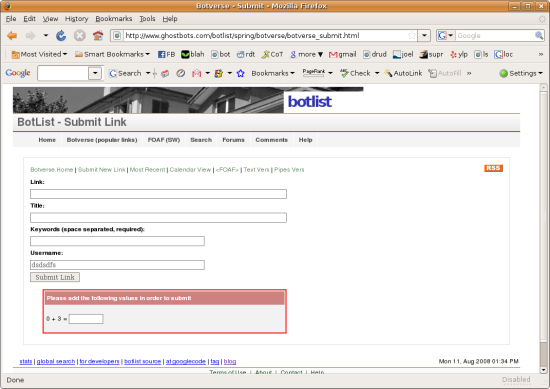 Botverse - Submit - Mozilla Firefox
File Edit View History Bookmarks Tools Help
http://www.ghostbots.com/botlist/spring/botverse/botverse_submit.html Google
Most Visited Smart Bookmarks FB blah bot rdt CoT more Gmail drud joel supr ylp ls loc
Google Search PageRank Bookmarks Check AutoLink AutoFill Settings
botlist
BotList - Submit Link
Home Botverse (popular links) FOAF (SW) Search Forums Comments Help
Botverse Home | Submit New Link | Most Recent | Calendar View | <FOAF> | Text Vers | Pipes Vers RSS
Link:
Title:
Keywords (space separated, required):
Username:
dsdsdfs
Submit Link
Please add the following values in order to submit
0 + 3 =
stats | global search | for developers | botlist source | at googlecode | faq | blog Mon 11, Aug 2008 01:34 PM
Terms of Use | About | Contact | Help
Done Disabled